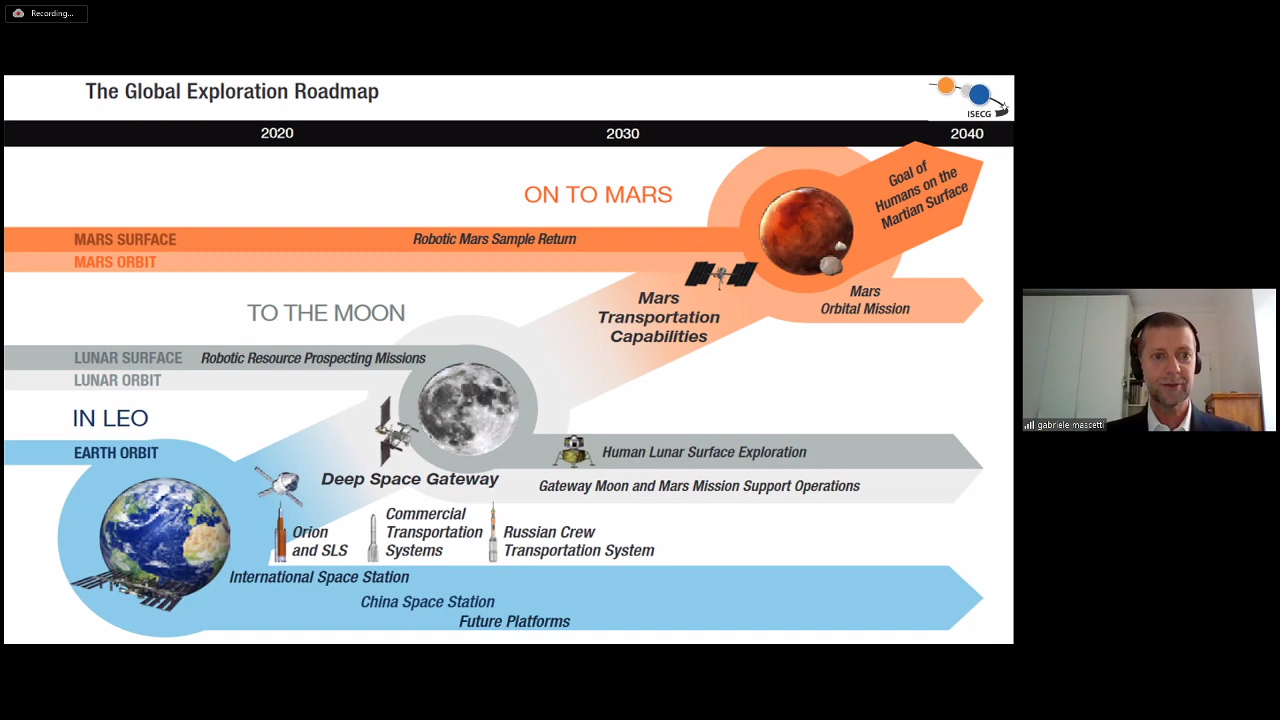 Recording...
The Global Exploration Roadmap
ISECG
2020 2030 2040
ON TO MARS
Goal of
Humans on the
Martian Surface
MARS SURFACE Robotic Mars Sample Return
MARS ORBIT
Mars
Transportation
Capabilities
Mars
Orbital Mission
TO THE MOON
LUNAR SURFACE Robotic Resource Prospecting Missions
LUNAR ORBIT
IN LEO
EARTH ORBIT
Human Lunar Surface Exploration
Deep Space Gateway
Gateway Moon and Mars Mission Support Operations
Orion
and SLS
Commercial
Transportation
Systems
Russian Crew
Transportation System
International Space Station
China Space Station
Future Platforms
gabriele mascetti